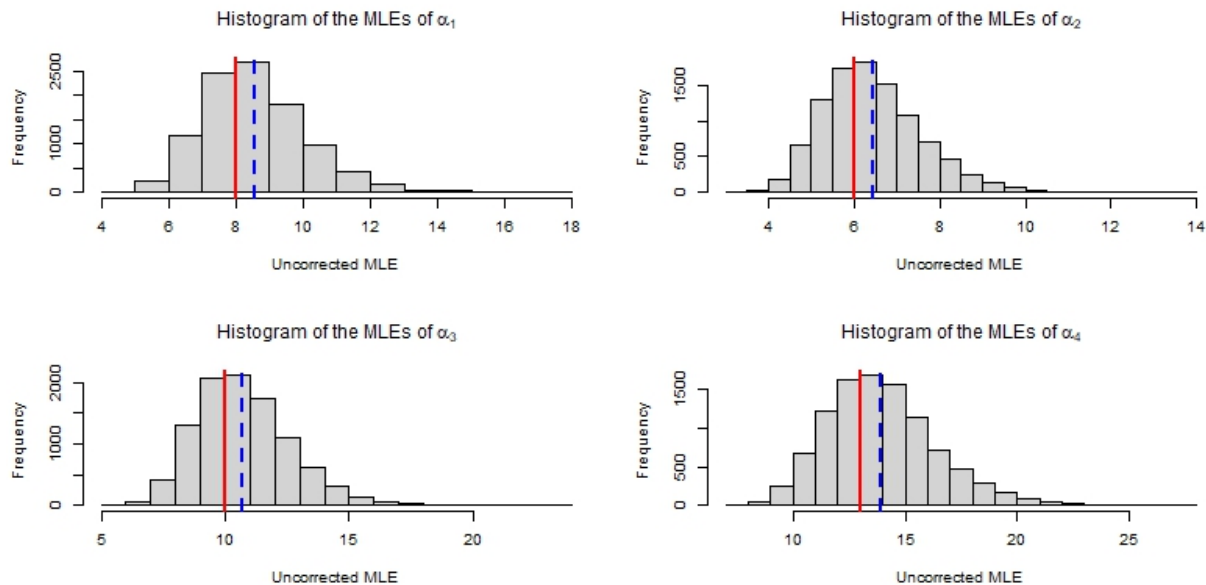 Histogram of the MLEs of α₁
Frequency
0 1000 2500
4 6 8 10 12 14 16 18
Uncorrected MLE
Histogram of the MLEs of α₂
Frequency
0 500 1500
4 6 8 10 12 14
Uncorrected MLE
Histogram of the MLEs of α₃
Frequency
0 1000 2000
5 10 15 20
Uncorrected MLE
Histogram of the MLEs of α₄
Frequency
0 500 1500
10 15 20 25
Uncorrected MLE